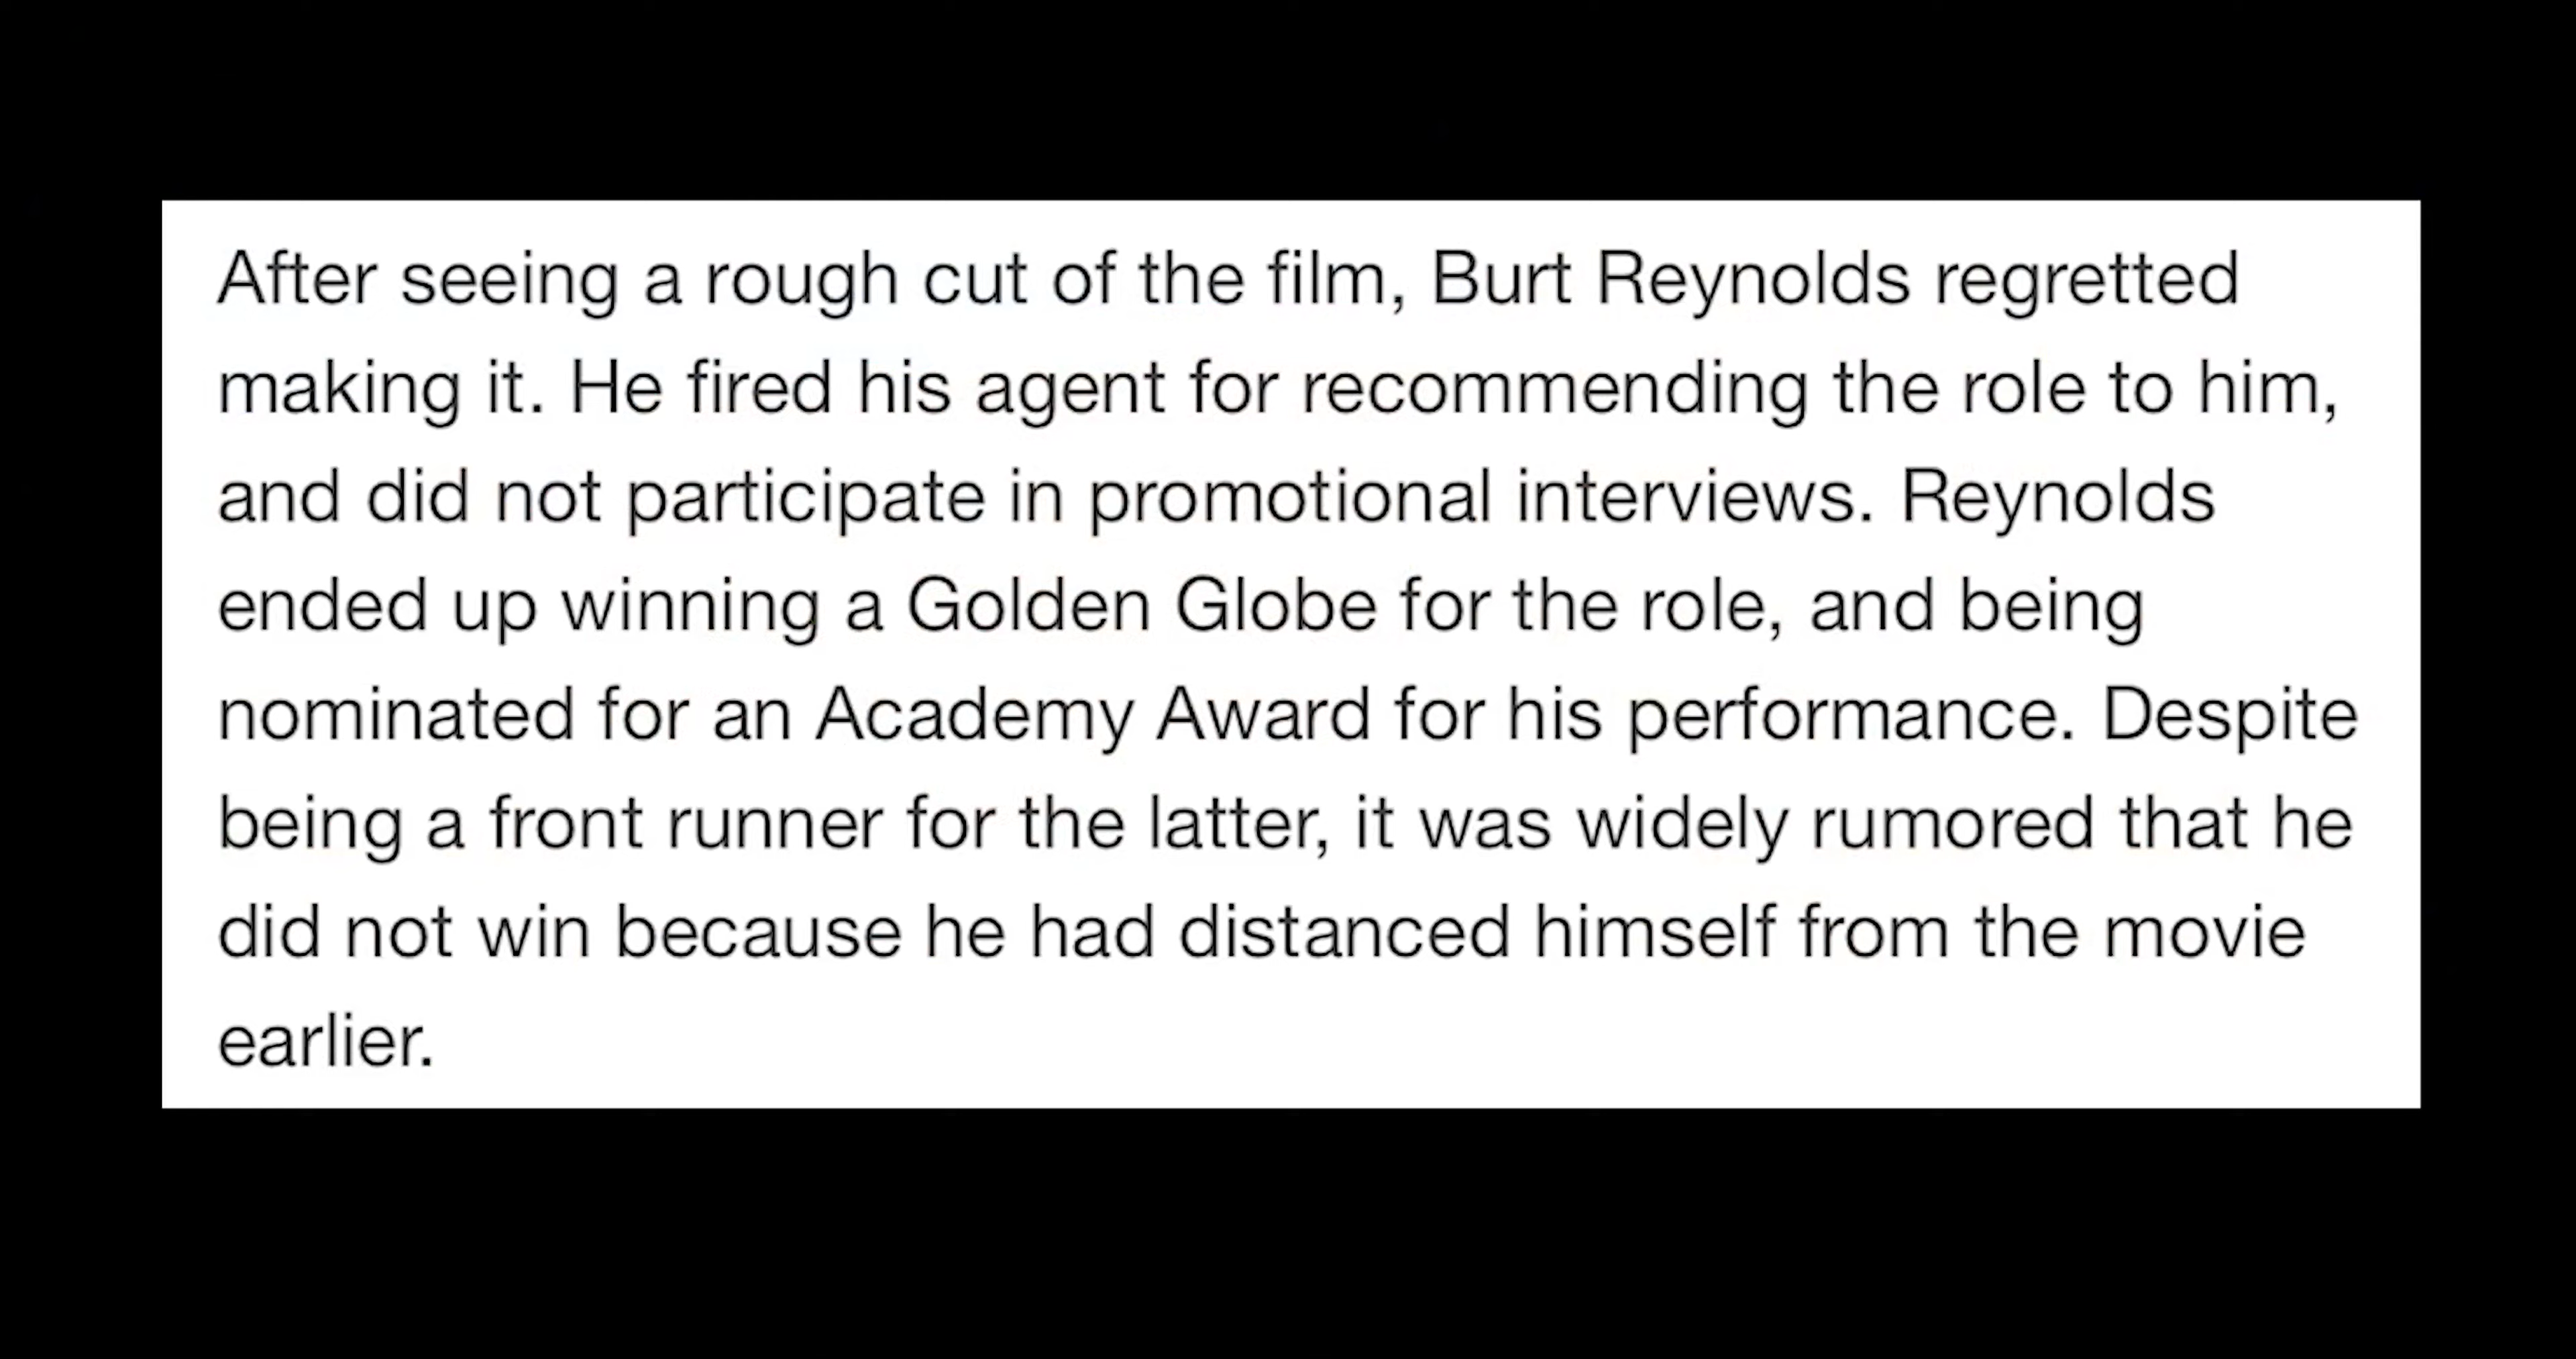 After seeing a rough cut of the film, Burt Reynolds regretted
making it. He fired his agent for recommending the role to him,
and did not participate in promotional interviews. Reynolds
ended up winning a Golden Globe for the role, and being
nominated for an Academy Award for his performance. Despite
being a front runner for the latter, it was widely rumored that he
did not win because he had distanced himself from the movie
earlier.